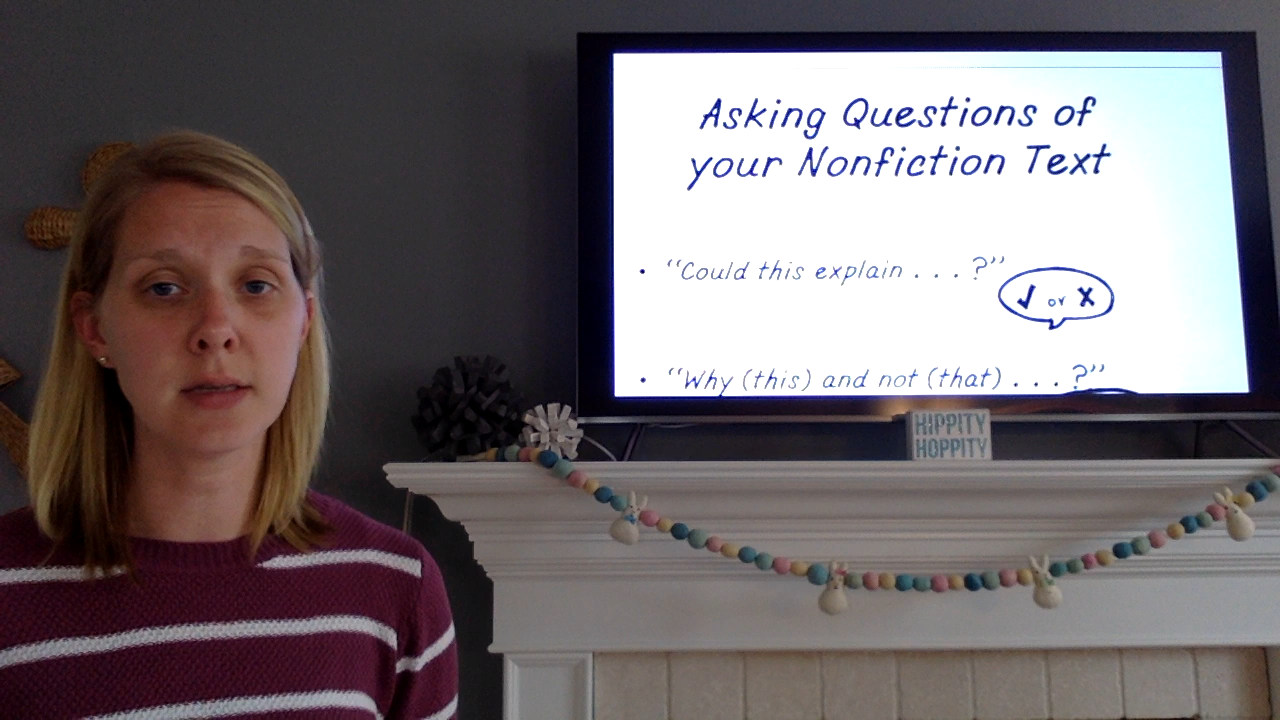 Asking Questions of
your Nonfiction Text
• “Could this explain . . . ?”
✓ or X
• “Why (this) and not (that) . . . ?”
HIPPITY
HOPPITY